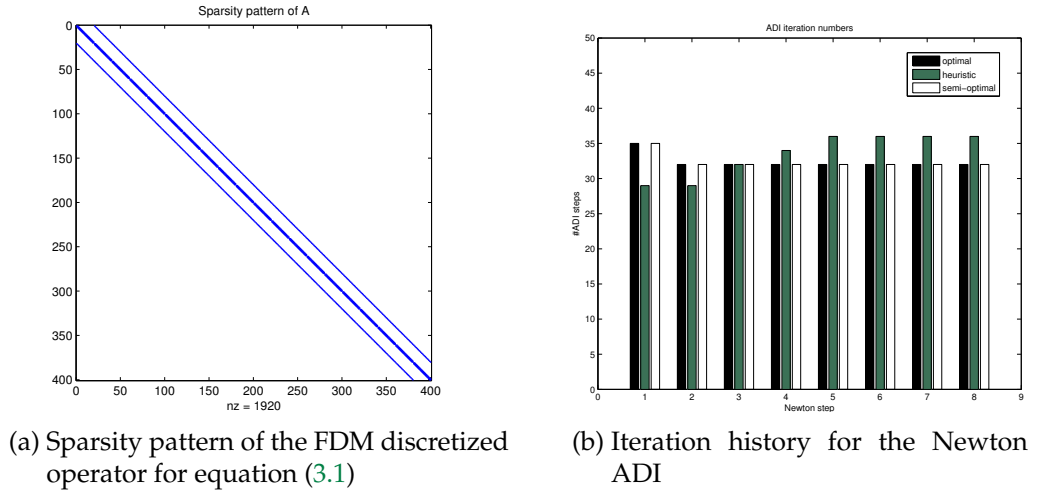 Sparsity pattern of A
0
50
100
150
200
250
300
350
400
0 50 100 150 200 250 300 350 400
nz = 1920
(a) Sparsity pattern of the FDM discretized
operator for equation (3.1)
ADI iteration numbers
50
45
40
35
30
25
20
15
10
5
0
#ADI steps
optimal
heuristic
semi−optimal
0 1 2 3 4 5 6 7 8 9
Newton step
(b) Iteration history for the Newton
ADI